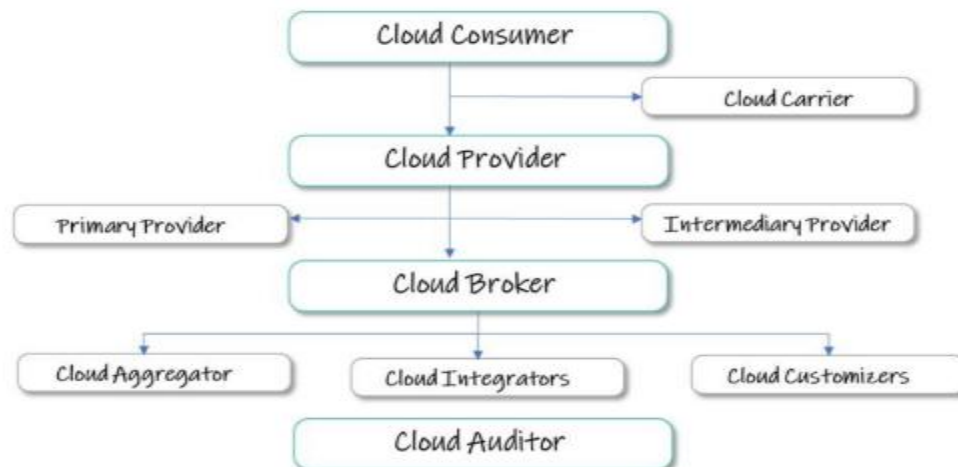 Cloud Consumer
Cloud Carrier
Cloud Provider
Primary Provider
Intermediary Provider
Cloud Broker
Cloud Aggregator
Cloud Integrators
Cloud Customizers
Cloud Auditor